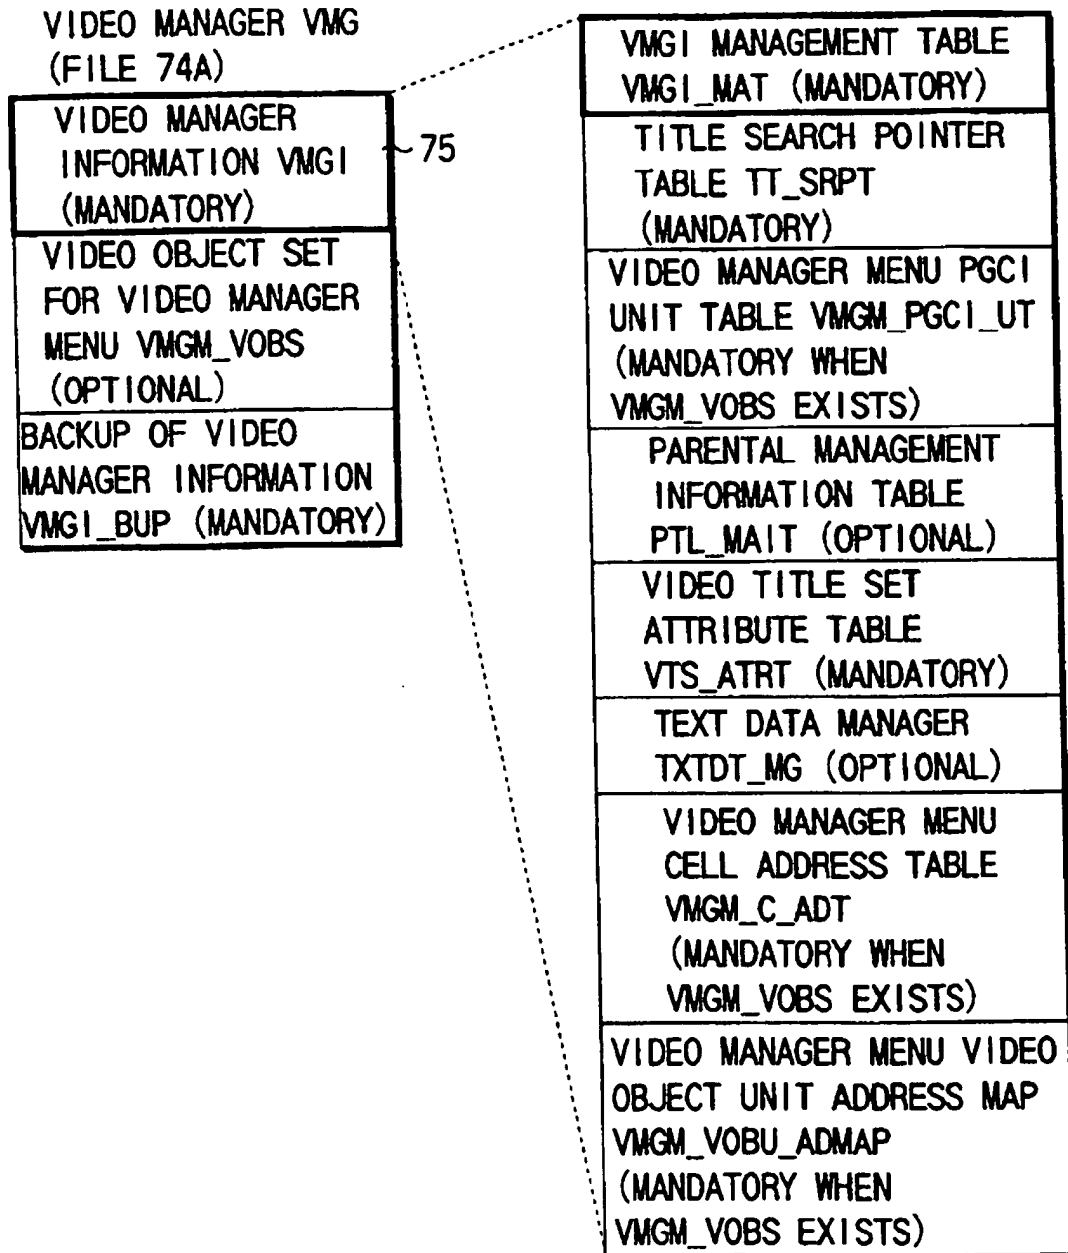 VIDEO MANAGER VMG
(FILE 74A)
VIDEO MANAGER
INFORMATION VMGI
(MANDATORY)
75
VIDEO OBJECT SET
FOR VIDEO MANAGER
MENU VMGM_VOBS
(OPTIONAL)
BACKUP OF VIDEO
MANAGER INFORMATION
VMGI_BUP (MANDATORY)
VMGI MANAGEMENT TABLE
VMGI_MAT (MANDATORY)
TITLE SEARCH POINTER
TABLE TT_SRPT
(MANDATORY)
VIDEO MANAGER MENU PGCI
UNIT TABLE VMGM_PGCI_UT
(MANDATORY WHEN
VMGM_VOBS EXISTS)
PARENTAL MANAGEMENT
INFORMATION TABLE
PTL_MAIT (OPTIONAL)
VIDEO TITLE SET
ATTRIBUTE TABLE
VTS_ATRT (MANDATORY)
TEXT DATA MANAGER
TXTDT_MG (OPTIONAL)
VIDEO MANAGER MENU
CELL ADDRESS TABLE
VMGM_C_ADT
(MANDATORY WHEN
VMGM_VOBS EXISTS)
VIDEO MANAGER MENU VIDEO
OBJECT UNIT ADDRESS MAP
VMGM_VOBU_ADMAP
(MANDATORY WHEN
VMGM_VOBS EXISTS)